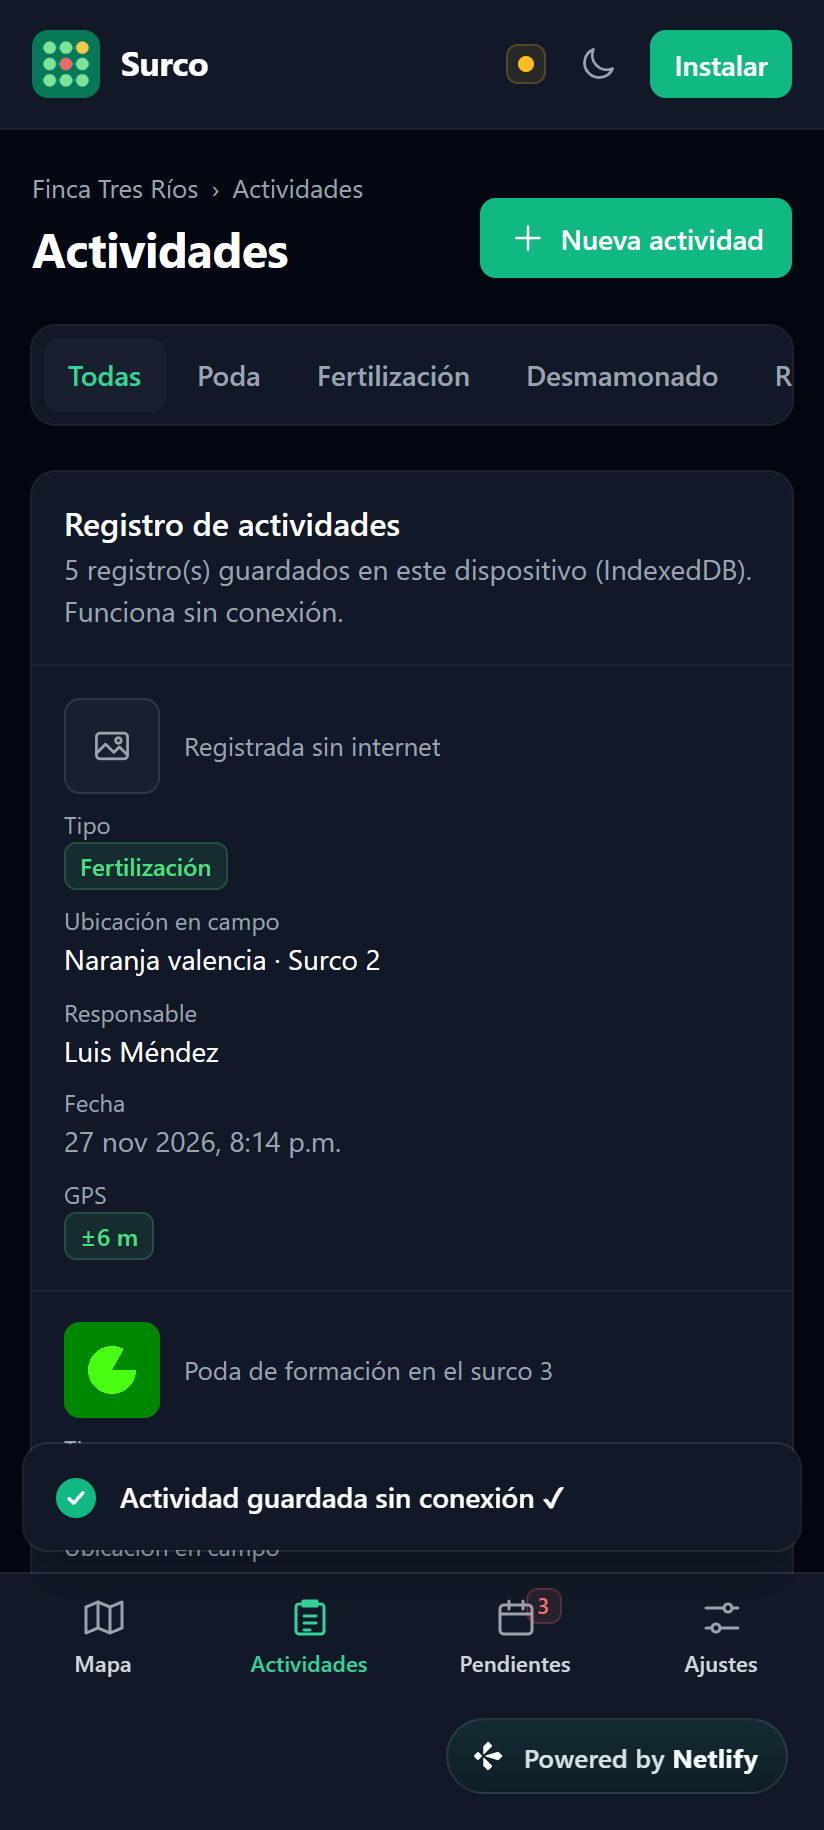 Surco
Instalar
Finca Tres Ríos › Actividades
Actividades
+ Nueva actividad
Todas Poda Fertilización Desmamonado R
Registro de actividades
5 registro(s) guardados en este dispositivo (IndexedDB).
Funciona sin conexión.
Registrada sin internet
Tipo
Fertilización
Ubicación en campo
Naranja valencia · Surco 2
Responsable
Luis Méndez
Fecha
27 nov 2026, 8:14 p.m.
GPS
±6 m
Poda de formación en el surco 3
Actividad guardada sin conexión ✓
Ubicación en campo
3
Mapa Actividades Pendientes Ajustes
Powered by Netlify